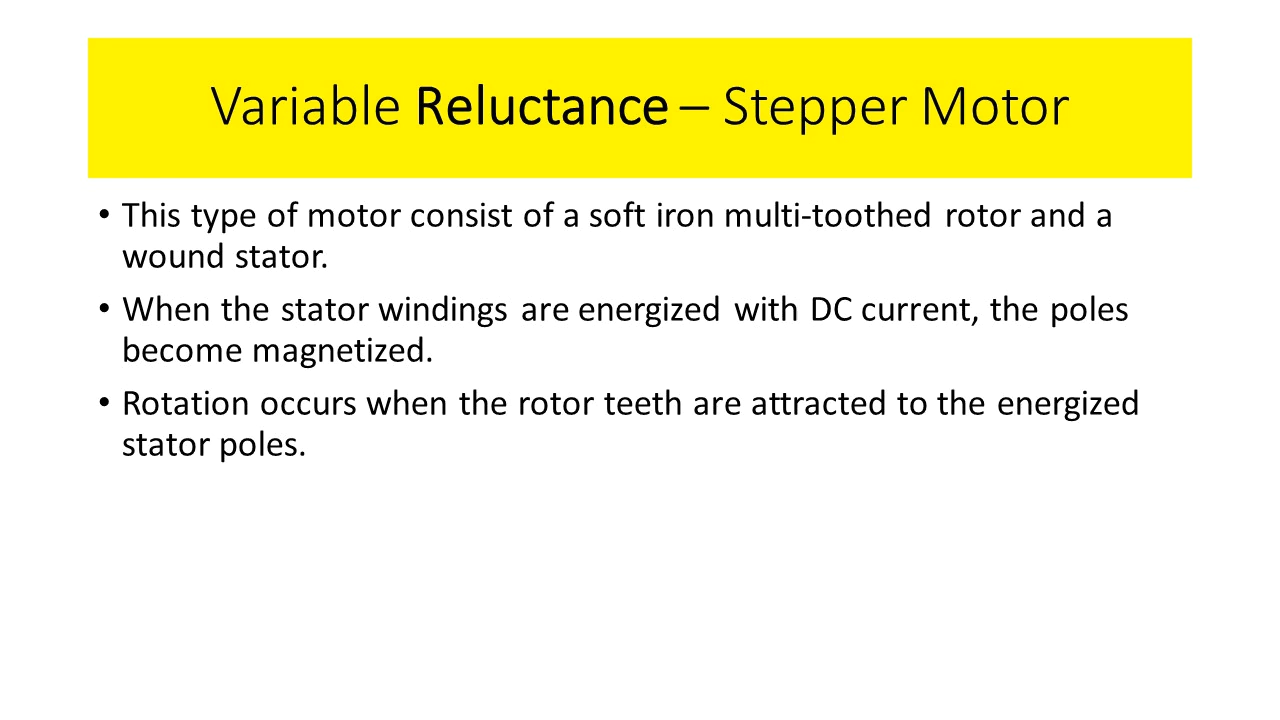 Variable Reluctance – Stepper Motor
• This type of motor consist of a soft iron multi-toothed rotor and a
wound stator.
• When the stator windings are energized with DC current, the poles
become magnetized.
• Rotation occurs when the rotor teeth are attracted to the energized
stator poles.